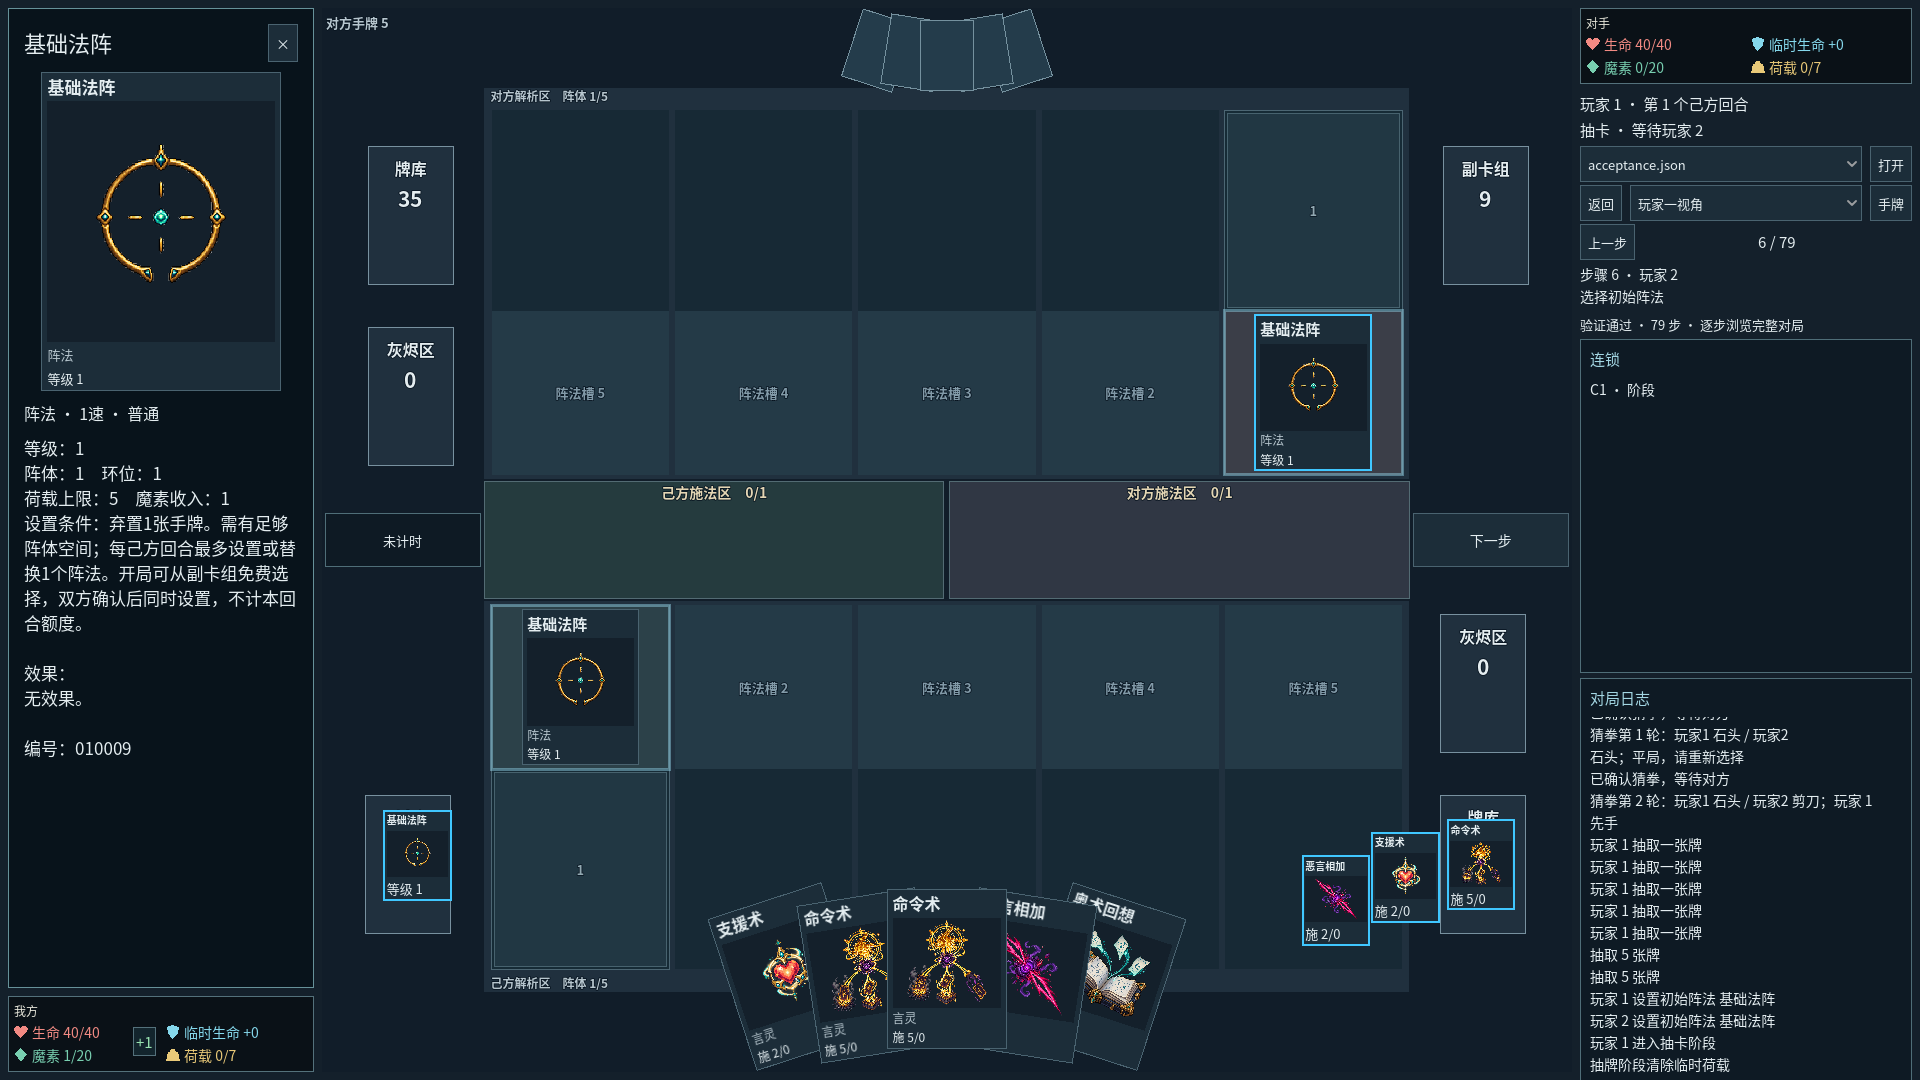 基础法阵
×
基础法阵
阵法
等级 1
阵法 · 1速 · 普通
等级：1
阵体：1　环位：1
荷载上限：5　魔素收入：1
设置条件：弃置1张手牌。需有足够
阵体空间；每己方回合最多设置或替
换1个阵法。开局可从副卡组免费选
择，双方确认后同时设置，不计本回
合额度。
效果：
无效果。
编号：010009
我方
生命 40/40
临时生命 +0
魔素 1/20
+1
荷载 0/7
对方手牌 5
对方解析区　阵体 1/5
牌库
35
灰烬区
0
副卡组
9
1
阵法槽 5
阵法槽 4
阵法槽 3
阵法槽 2
基础法阵
阵法
等级 1
己方施法区　0/1
对方施法区　0/1
未计时
下一步
基础法阵
阵法
等级 1
阵法槽 2
阵法槽 3
阵法槽 4
阵法槽 5
灰烬区
0
1
己方解析区　阵体 1/5
基础法阵
等级 1
牌库
恶言相加
施 2/0
支援术
施 2/0
命令术
施 5/0
支援术
言灵
施 2/0
命令术
言灵
施 5/0
命令术
言灵
施 5/0
言相加
奥术回想
对手
生命 40/40
临时生命 +0
魔素 0/20
荷载 0/7
玩家 1 · 第 1 个己方回合
抽卡 · 等待玩家 2
acceptance.json
打开
返回
玩家一视角
手牌
上一步
6 / 79
步骤 6 · 玩家 2
选择初始阵法
验证通过 · 79 步 · 逐步浏览完整对局
连锁
C1 · 阶段
对局日志
已确认猜拳，等待对方
猜拳第 1 轮：玩家1 石头 / 玩家2
石头；平局，请重新选择
已确认猜拳，等待对方
猜拳第 2 轮：玩家1 石头 / 玩家2 剪刀；玩家 1
先手
玩家 1 抽取一张牌
玩家 1 抽取一张牌
玩家 1 抽取一张牌
玩家 1 抽取一张牌
玩家 1 抽取一张牌
抽取 5 张牌
抽取 5 张牌
玩家 1 设置初始阵法 基础法阵
玩家 2 设置初始阵法 基础法阵
玩家 1 进入抽卡阶段
抽牌阶段清除临时荷载